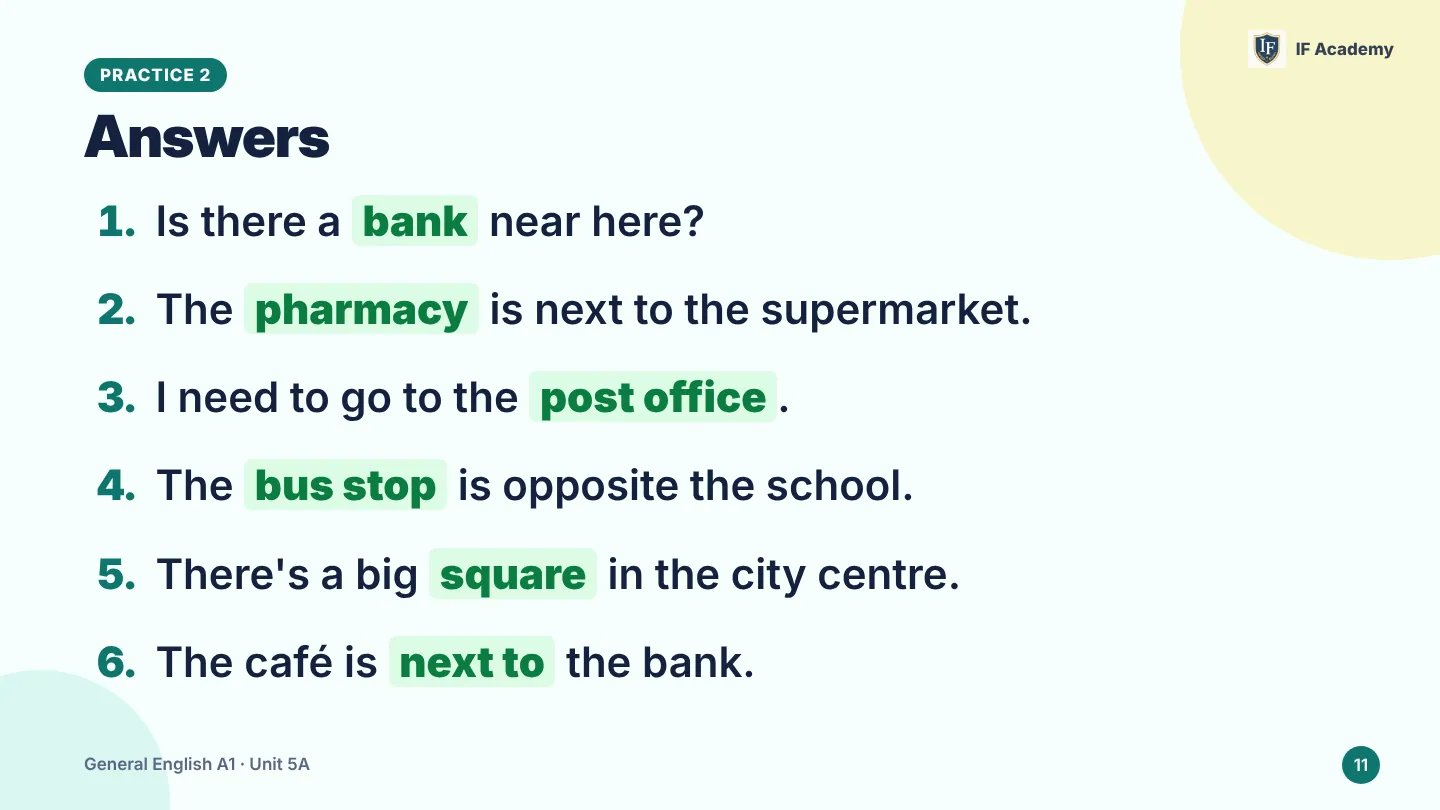 IF IF Academy
PRACTICE 2
Answers
1. Is there a bank near here?
2. The pharmacy is next to the supermarket.
3. I need to go to the post office.
4. The bus stop is opposite the school.
5. There's a big square in the city centre.
6. The café is next to the bank.
General English A1 · Unit 5A
11